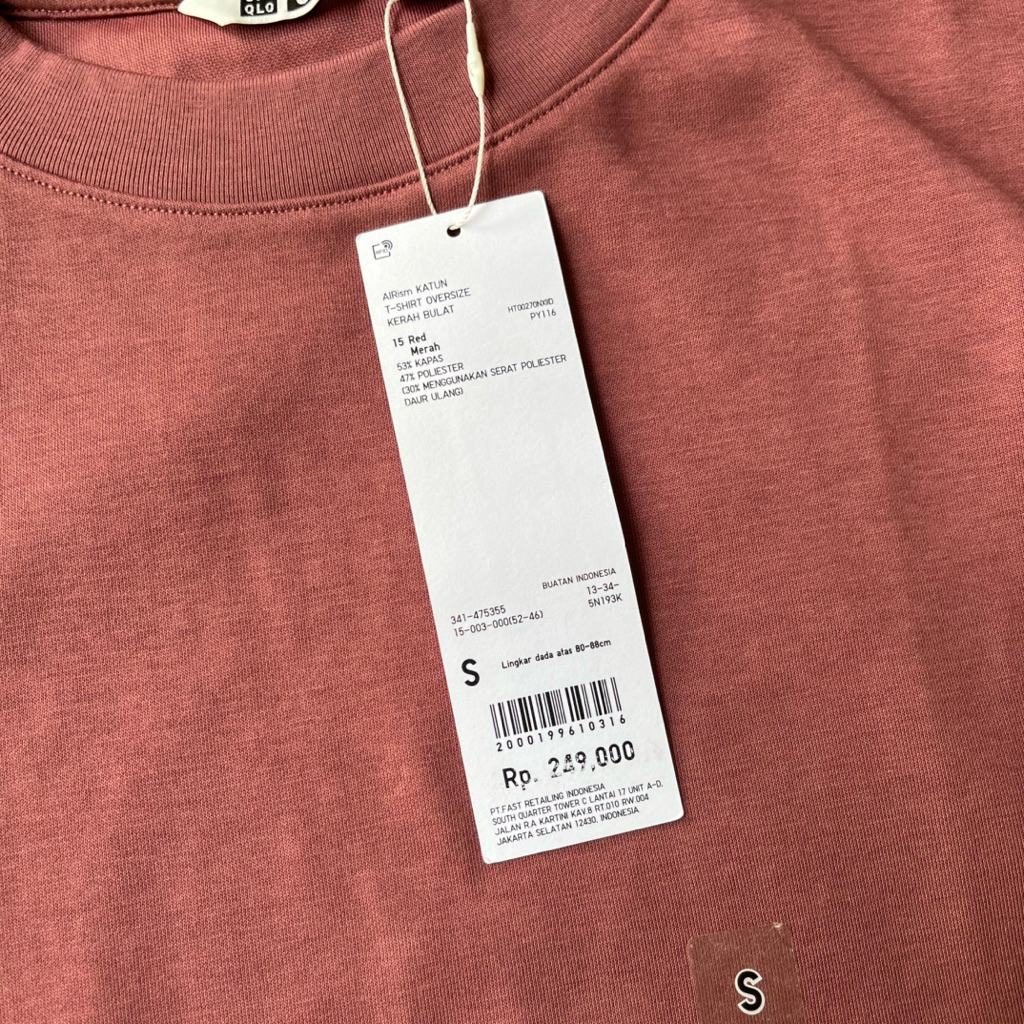 QLO
RFID
AIRism KATUN
T-SHIRT OVERSIZE
KERAH BULAT
HT00270NXIID
PY116
15 Red
Merah
53% KAPAS
47% POLIESTER
(30% MENGGUNAKAN SERAT POLIESTER
DAUR ULANG)
BUATAN INDONESIA
341-475355
13-34-
15-003-000(52-46)
5N193K
S
Lingkar dada atas 80-88cm
2000199610316
Rp. 249,000
PT.FAST RETAILING INDONESIA
SOUTH QUARTER TOWER C LANTAI 17 UNIT A-D,
JALAN R.A KARTINI KAV.8 RT.010 RW.004
JAKARTA SELATAN 12430, INDONESIA
S